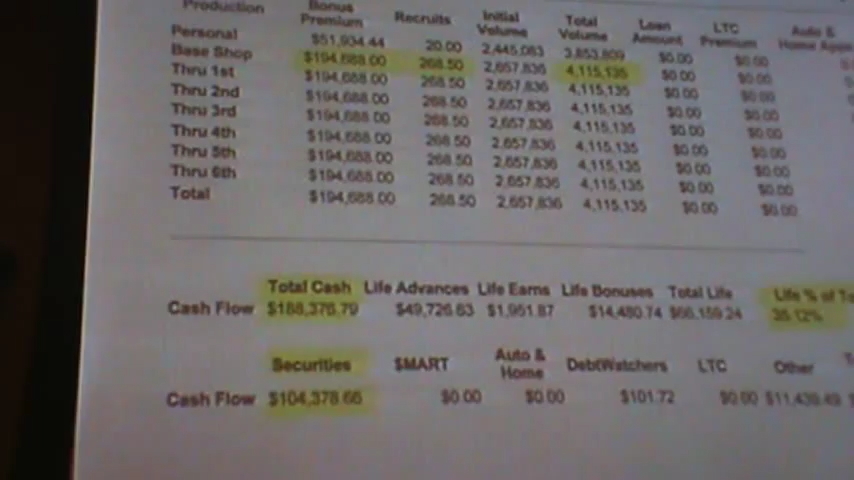 Production Bonus Premium Recruits Initial Volume Total Volume Loan Amount LTC Premium Auto & Home Apps
Personal $51,934.44 20.00 2,445,083 3,853,809 $0.00 $0.00
Base Shop $194,688.00 268.50 2,657,836 4,115,135 $0.00 $0.00
Thru 1st $194,688.00 268.50 2,657,836 4,115,135 $0.00 $0.00
Thru 2nd $194,688.00 268.50 2,657,836 4,115,135 $0.00 $0.00
Thru 3rd $194,688.00 268.50 2,657,836 4,115,135 $0.00 $0.00
Thru 4th $194,688.00 268.50 2,657,836 4,115,135 $0.00 $0.00
Thru 5th $194,688.00 268.50 2,657,836 4,115,135 $0.00 $0.00
Thru 6th $194,688.00 268.50 2,657,836 4,115,135 $0.00 $0.00
Total $194,688.00 268.50 2,657,836 4,115,135 $0.00 $0.00
Total Cash Life Advances Life Earns Life Bonuses Total Life Life % of
Cash Flow $188,376.79 $49,726.63 $1,951.87 $14,480.74 $66,159.24 35.12%
Securities $MART Auto & Home DebtWatchers LTC Other
Cash Flow $104,378.66 $0.00 $0.00 $101.72 $0.00 $11,438.49